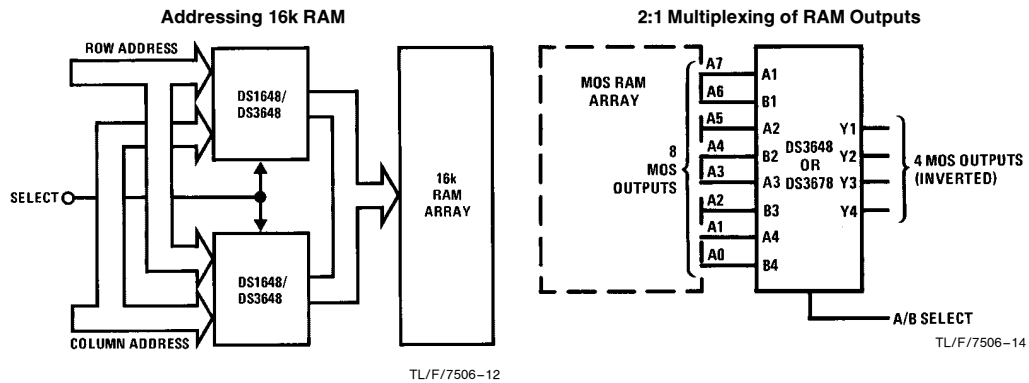 Addressing 16k RAM
ROW ADDRESS
DS1648/
DS3648
SELECT
16k
RAM
ARRAY
DS1648/
DS3648
COLUMN ADDRESS
TL/F/7506–12
2:1 Multiplexing of RAM Outputs
MOS RAM
ARRAY
8
MOS
OUTPUTS
A7
A6
A5
A4
A3
A2
A1
A0
A1
B1
A2
B2
A3
B3
A4
B4
DS3648
OR
DS3678
Y1
Y2
Y3
Y4
4 MOS OUTPUTS
(INVERTED)
A/B SELECT
TL/F/7506–14